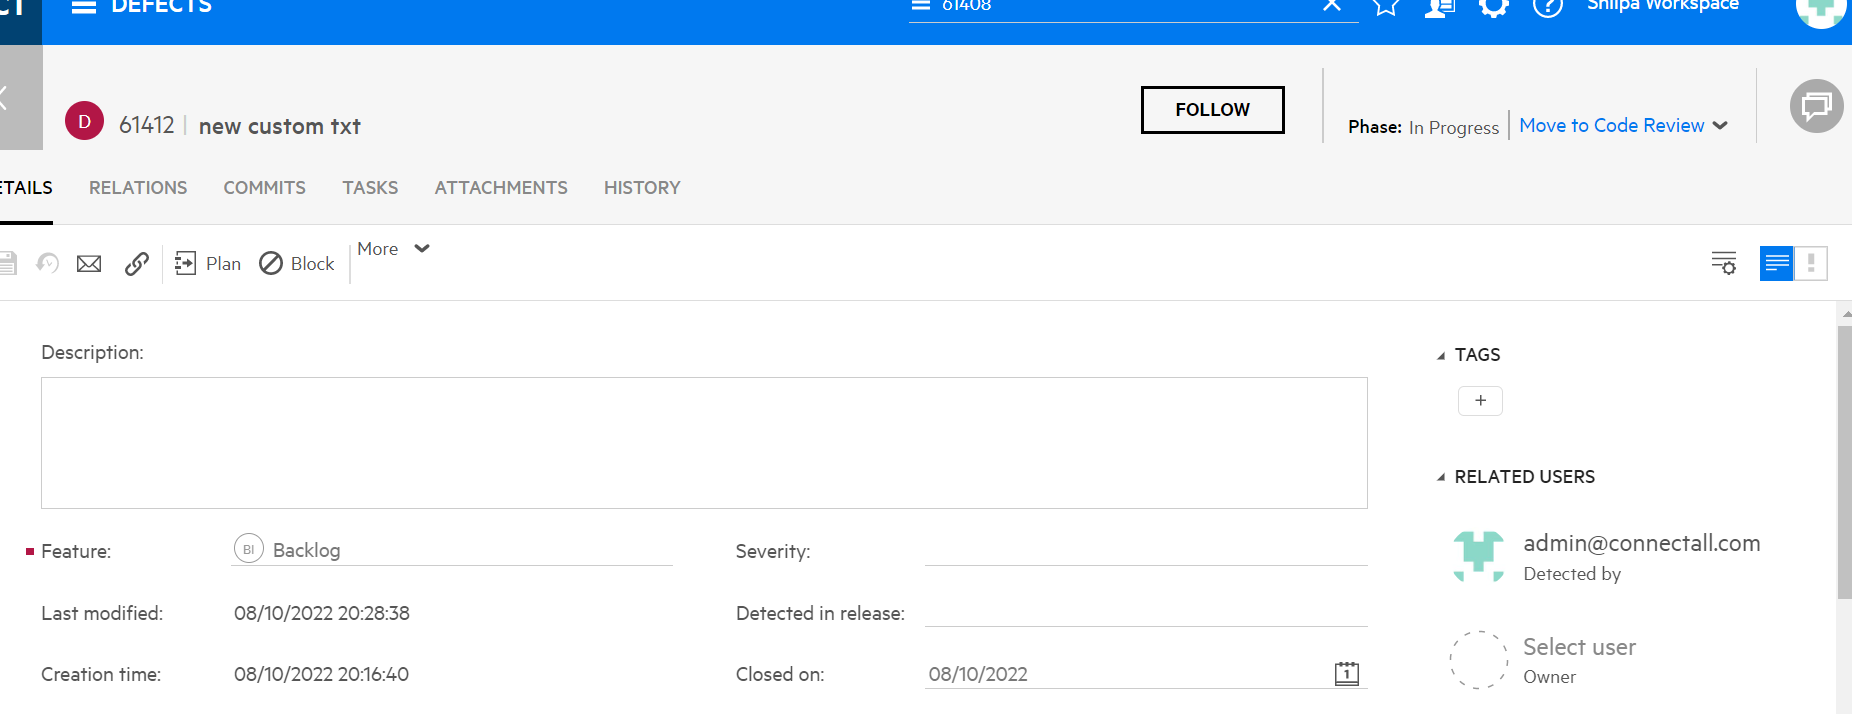 CT
DEFECTS
61408
Shilpa Workspace
D
61412
new custom txt
FOLLOW
Phase: In Progress
Move to Code Review
ETAILS
RELATIONS
COMMITS
TASKS
ATTACHMENTS
HISTORY
Plan
Block
More
Description:
TAGS
+
RELATED USERS
Feature:
BI
Backlog
Severity:
admin@connectall.com
Detected by
Last modified:
08/10/2022 20:28:38
Detected in release:
Select user
Owner
Creation time:
08/10/2022 20:16:40
Closed on:
08/10/2022
1